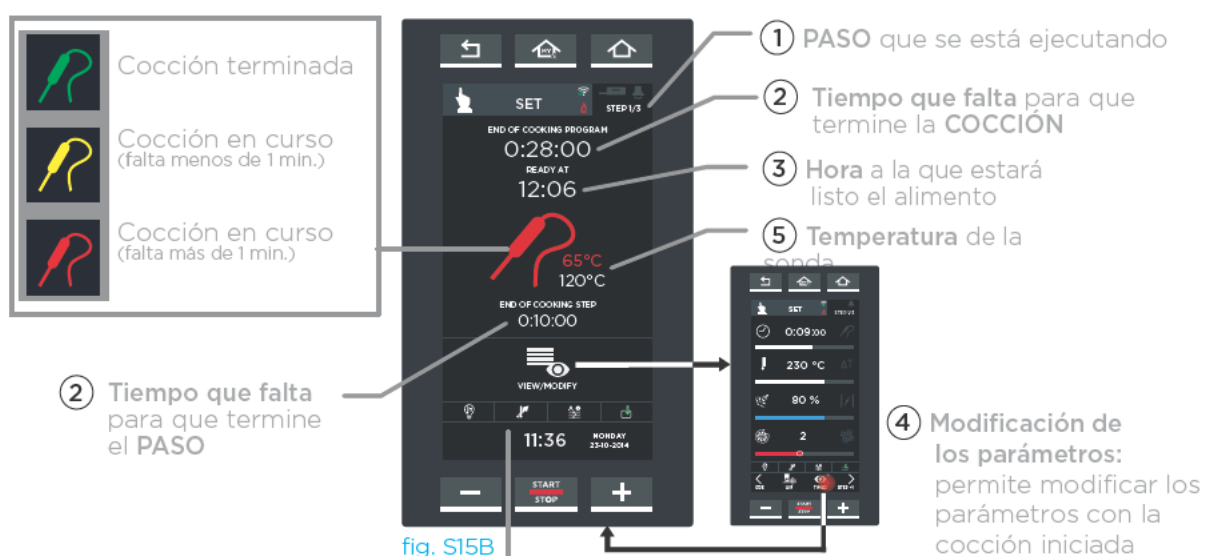 Cocción terminada
Cocción en curso
(falta menos de 1 min.)
Cocción en curso
(falta más de 1 min.)
2 Tiempo que falta
para que termine
el PASO
MY
SET
STEP 1/3
END OF COOKING PROGRAM
0:28:00
READY AT
12:06
65°C
120°C
END OF COOKING STEP
0:10:00
VIEW/MODIFY
11:36
MONDAY
23-10-2014
START
STOP
fig. S15B
1 PASO que se está ejecutando
2 Tiempo que falta para que
termine la COCCIÓN
3 Hora a la que estará
listo el alimento
5 Temperatura de la
sonda
SET
0:09:00
230 °C
ΔT
80 %
2
START
STOP
4 Modificación de
los parámetros:
permite modificar los
parámetros con la
cocción iniciada